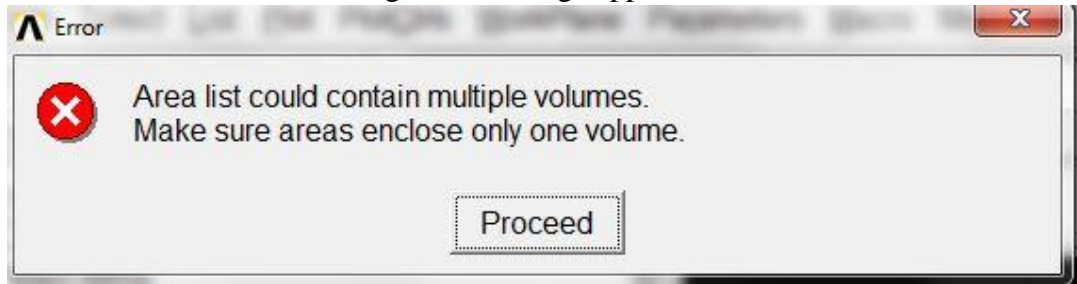 Error
Area list could contain multiple volumes.
Make sure areas enclose only one volume.
Proceed